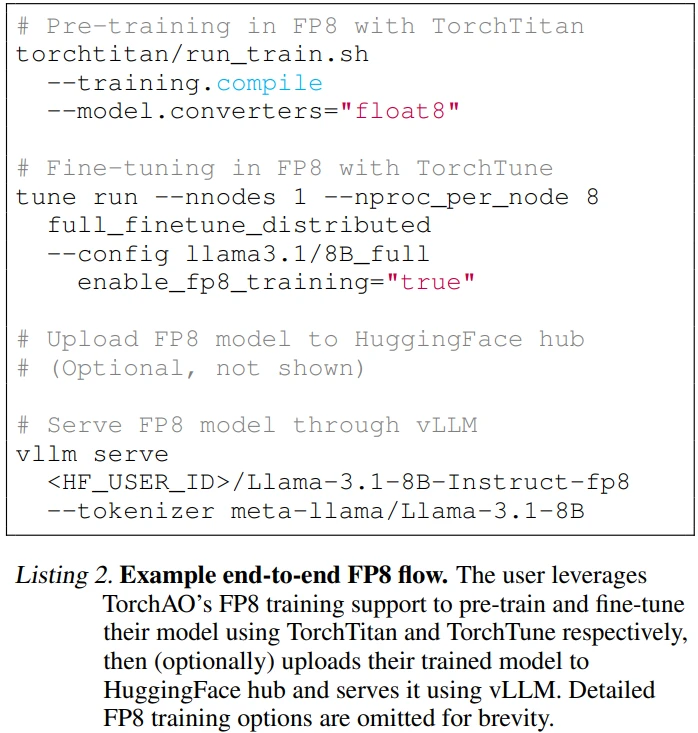 # Pre-training in FP8 with TorchTitan
torchtitan/run_train.sh
  --training.compile
  --model.converters="float8"

# Fine-tuning in FP8 with TorchTune
tune run --nnodes 1 --nproc_per_node 8
  full_finetune_distributed
  --config llama3.1/8B_full
    enable_fp8_training="true"

# Upload FP8 model to HuggingFace hub
# (Optional, not shown)

# Serve FP8 model through vLLM
vllm serve
  <HF_USER_ID>/Llama-3.1-8B-Instruct-fp8
  --tokenizer meta-llama/Llama-3.1-8B

Listing 2. Example end-to-end FP8 flow. The user leverages
TorchAO's FP8 training support to pre-train and fine-tune
their model using TorchTitan and TorchTune respectively,
then (optionally) uploads their trained model to
HuggingFace hub and serves it using vLLM. Detailed
FP8 training options are omitted for brevity.